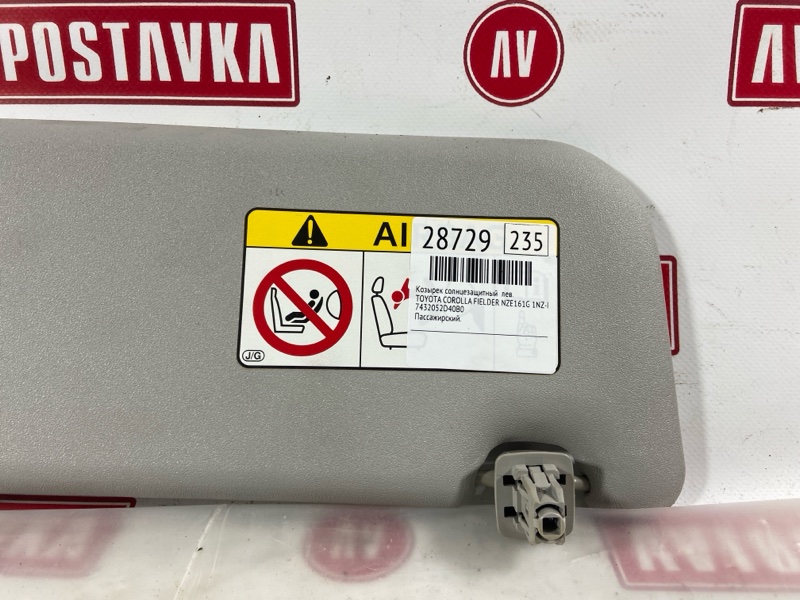 POSTAVKA
AV
AI
28729 235
Козырек солнцезащитный лев.
TOYOTA COROLLA FIELDER NZE161G 1NZ-
7432052D40B0
Пассажирский.
J/G
AV